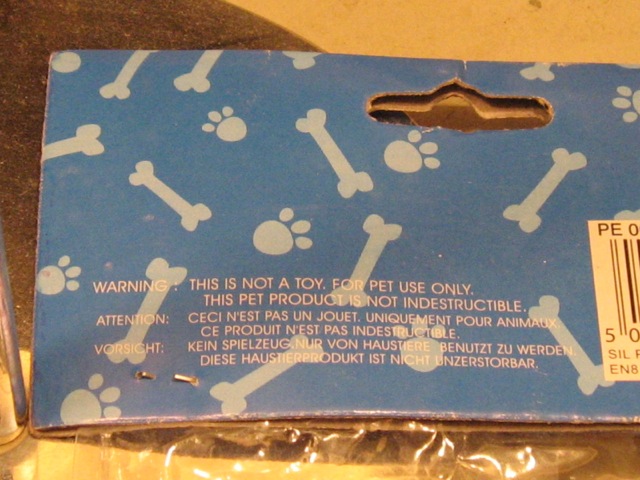 WARNING : THIS IS NOT A TOY. FOR PET USE ONLY.
THIS PET PRODUCT IS NOT INDESTRUCTIBLE.
ATTENTION: CECI N'EST PAS UN JOUET. UNIQUEMENT POUR ANIMAUX.
CE PRODUIT N'EST PAS INDESTRUCTIBLE.
VORSIGHT: KEIN SPIELZEUG,NUR VON HAUSTIERE BENUTZT ZU WERDEN.
DIESE HAUSTIERPRODUKT IST NICHT UNZERSTORBAR.
PE 0
5 0
SIL
EN8